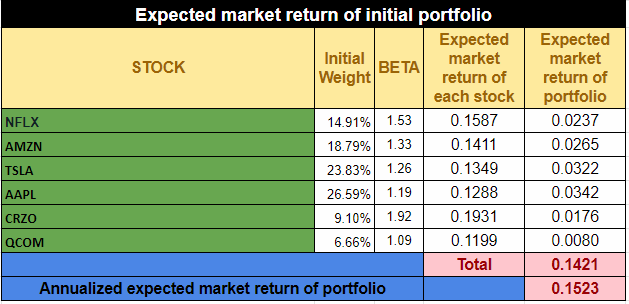 Expected market return of initial portfolio
STOCK Initial Weight BETA Expected market return of each stock Expected market return of portfolio
NFLX 14.91% 1.53 0.1587 0.0237
AMZN 18.79% 1.33 0.1411 0.0265
TSLA 23.83% 1.26 0.1349 0.0322
AAPL 26.59% 1.19 0.1288 0.0342
CRZO 9.10% 1.92 0.1931 0.0176
QCOM 6.66% 1.09 0.1199 0.0080
Total 0.1421
Annualized expected market return of portfolio 0.1523